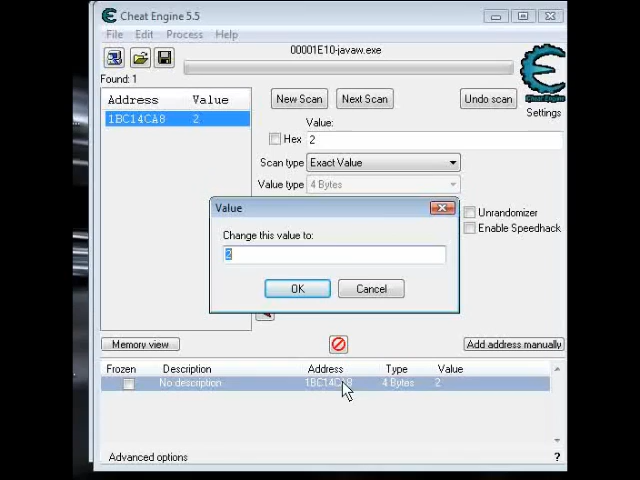 Cheat Engine 5.5
File Edit Process Help
00001E10-javaw.exe
Found: 1
Address Value
1BC14CA8 2
New Scan Next Scan Undo scan
Cheat Engine
Settings
Value:
Hex 2
Scan type Exact Value
Value type 4 Bytes
Unrandomizer
Enable Speedhack
Value
Change this value to:
2
OK Cancel
Memory view Add address manually
Frozen Description Address Type Value
No description 1BC14CA8 4 Bytes 2
Advanced options ?